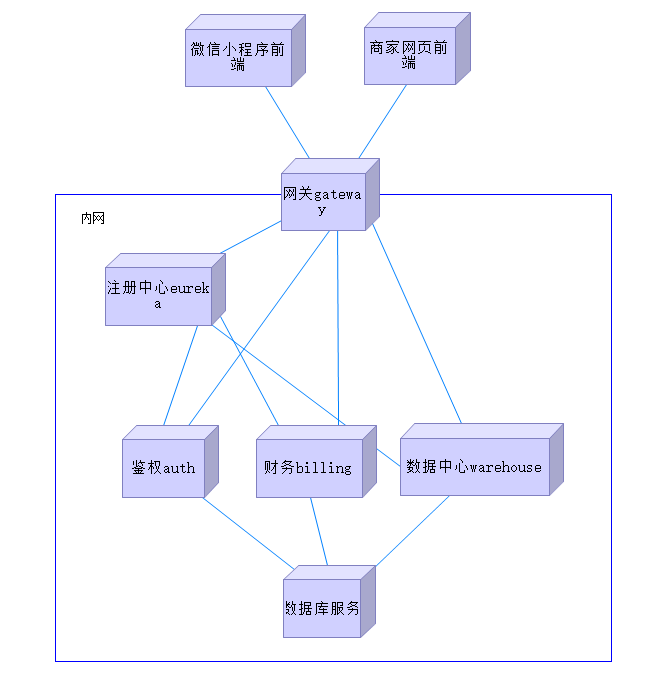 微信小程序前
端
商家网页前
端
网关gatewa
y
内网
注册中心eurek
a
鉴权auth
财务billing
数据中心warehouse
数据库服务